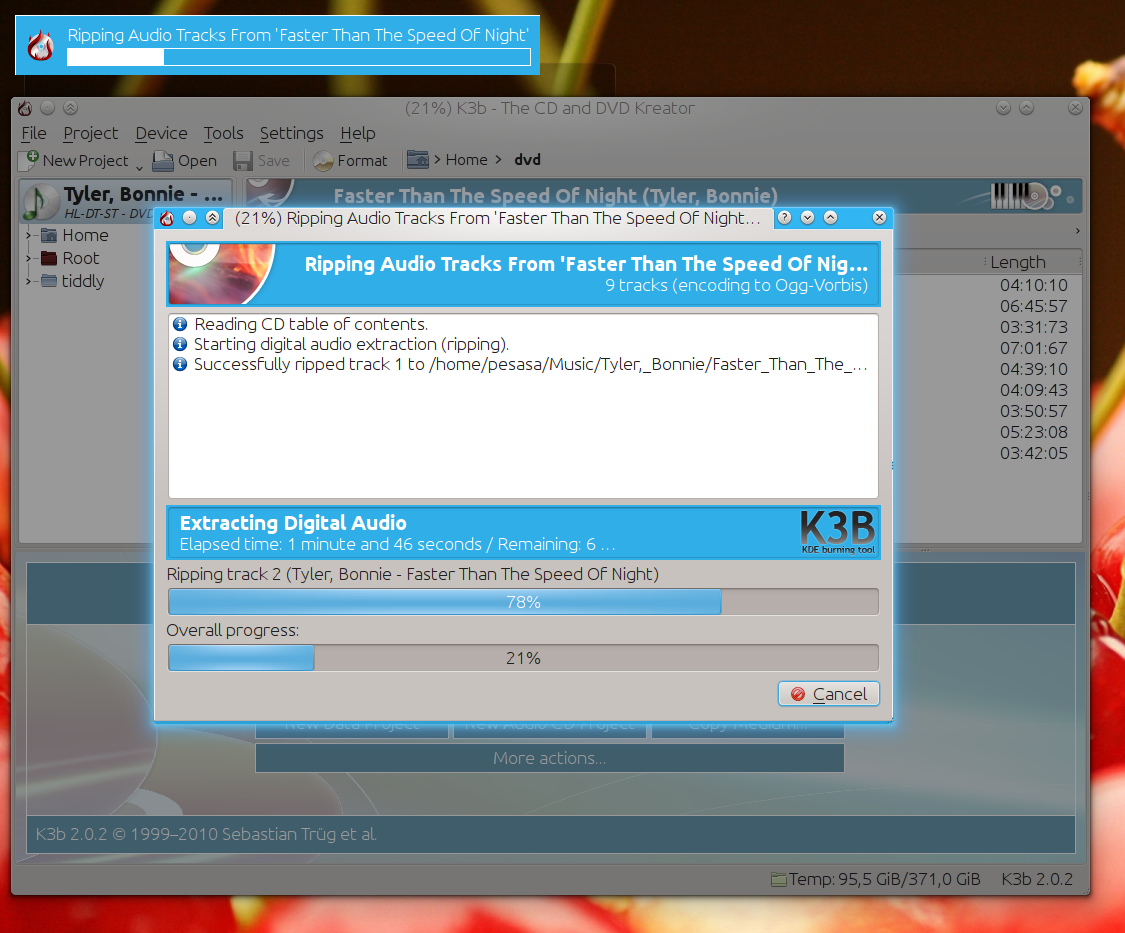 Ripping Audio Tracks From 'Faster Than The Speed Of Night'
(21%) K3b - The CD and DVD Kreator
File Project Device Tools Settings Help
New Project Open Save Format > Home > dvd
Tyler, Bonnie - ...
HL-DT-ST - DVD
Faster Than The Speed Of Night (Tyler, Bonnie)
Home
Root
tiddly
Length
04:10:10
06:45:57
03:31:73
07:01:67
04:39:10
04:09:43
03:50:57
05:23:08
03:42:05
(21%) Ripping Audio Tracks From 'Faster Than The Speed Of Night...
Ripping Audio Tracks From 'Faster Than The Speed Of Nig...
9 tracks (encoding to Ogg-Vorbis)
Reading CD table of contents.
Starting digital audio extraction (ripping).
Successfully ripped track 1 to /home/pesasa/Music/Tyler,_Bonnie/Faster_Than_The_...
Extracting Digital Audio
Elapsed time: 1 minute and 46 seconds / Remaining: 6 ...
K3B
KDE burning tool
Ripping track 2 (Tyler, Bonnie - Faster Than The Speed Of Night)
78%
Overall progress:
21%
Cancel
New Data Project New Audio CD Project Copy Medium...
More actions...
K3b 2.0.2 © 1999–2010 Sebastian Trüg et al.
Temp: 95,5 GiB/371,0 GiB K3b 2.0.2